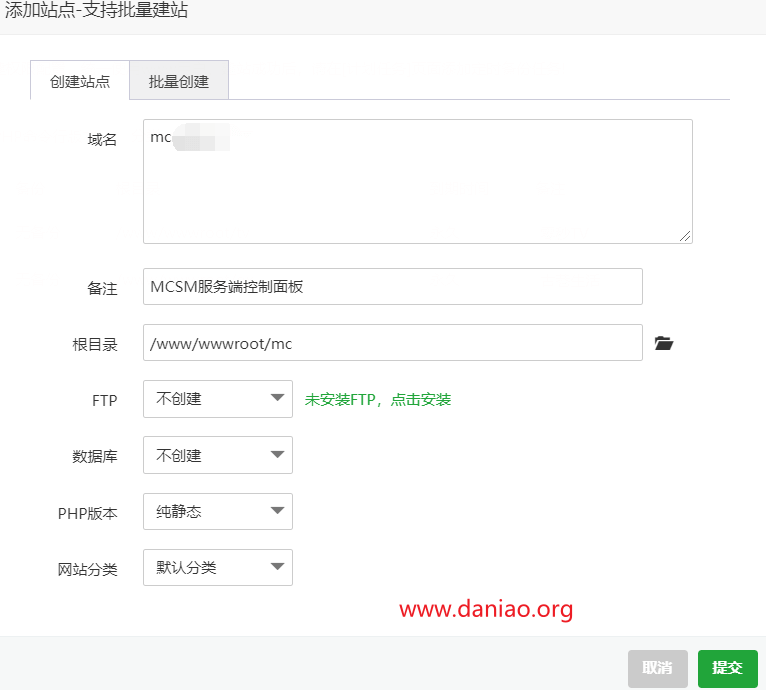 添加站点-支持批量建站
创建站点
批量创建
域名
mc
备注
MCSM服务端控制面板
根目录
/www/wwwroot/mc
FTP
不创建
未安装FTP，点击安装
数据库
不创建
PHP版本
纯静态
网站分类
默认分类
www.daniao.org
取消
提交